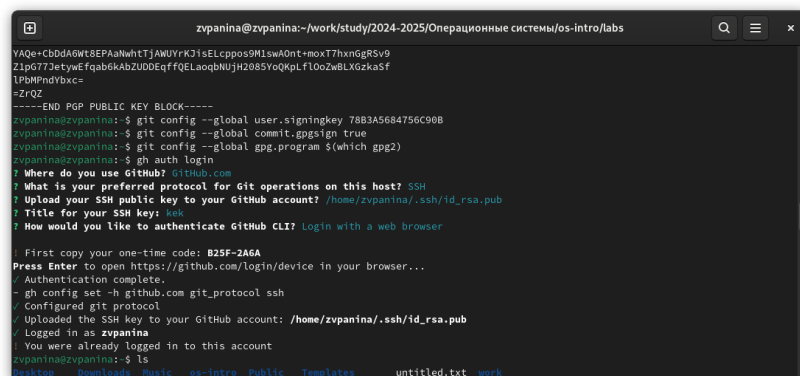 zvpanina@zvpanina:~/work/study/2024-2025/Операционные системы/os-intro/labs
YAQe+CbDdA6Wt8EPAaNwhtTjAWUYrKJisELcppos9M1swAOnt+moxT7hxnGgRSv9
Z1pG77JetywEfqab6kAbZUDDEqffQELaoqbNUjH2085YoQKpLflOoZwBLXGzkaSf
lPbMPndYbxc=
=ZrQZ
-----END PGP PUBLIC KEY BLOCK-----
zvpanina@zvpanina:~$ git config --global user.signingkey 78B3A5684756C90B
zvpanina@zvpanina:~$ git config --global commit.gpgsign true
zvpanina@zvpanina:~$ git config --global gpg.program $(which gpg2)
zvpanina@zvpanina:~$ gh auth login
? Where do you use GitHub? GitHub.com
? What is your preferred protocol for Git operations on this host? SSH
? Upload your SSH public key to your GitHub account? /home/zvpanina/.ssh/id_rsa.pub
? Title for your SSH key: kek
? How would you like to authenticate GitHub CLI? Login with a web browser
! First copy your one-time code: B25F-2A6A
Press Enter to open https://github.com/login/device in your browser...
✓ Authentication complete.
- gh config set -h github.com git_protocol ssh
✓ Configured git protocol
✓ Uploaded the SSH key to your GitHub account: /home/zvpanina/.ssh/id_rsa.pub
✓ Logged in as zvpanina
! You were already logged in to this account
zvpanina@zvpanina:~$ ls
Desktop Downloads Music os-intro Public Templates untitled.txt work